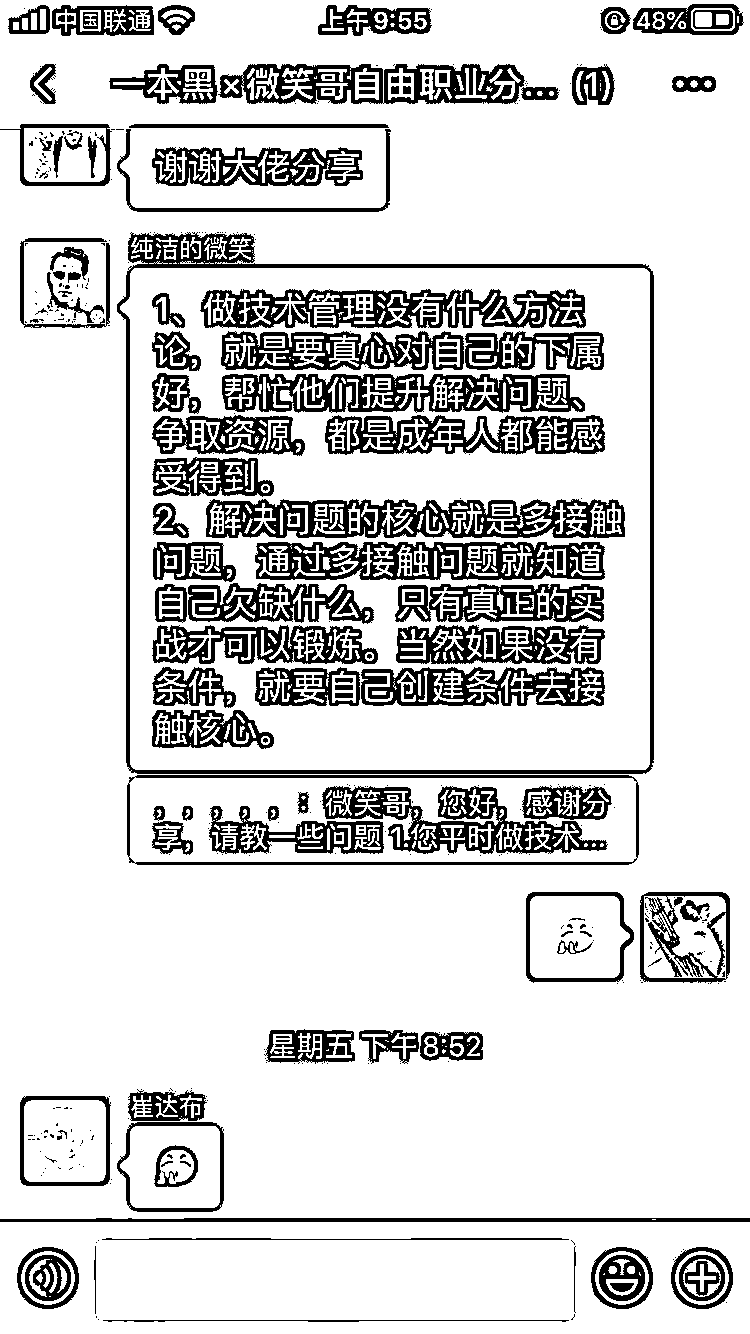 中国联通 上午9:55 48%
一本黑×微笑哥自由职业分... (1)
谢谢大佬分享
纯洁的微笑
1、做技术管理没有什么方法
论，就是要真心对自己的下属
好，帮忙他们提升解决问题、
争取资源，都是成年人都能感
受得到。
2、解决问题的核心就是多接触
问题，通过多接触问题就知道
自己欠缺什么，只有真正的实
战才可以锻炼。当然如果没有
条件，就要自己创建条件去接
触核心。
，，，，，：微笑哥，您好，感谢分
享，请教一些问题 1.您平时做技术...
星期五 下午8:52
崔达布